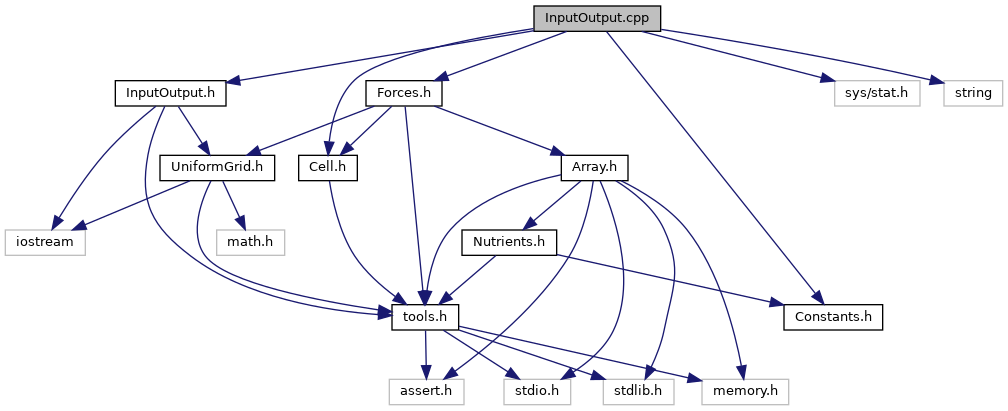 InputOutput.cpp
InputOutput.h
Forces.h
sys/stat.h
string
UniformGrid.h
Cell.h
Array.h
iostream
math.h
Nutrients.h
tools.h
Constants.h
assert.h
stdio.h
stdlib.h
memory.h